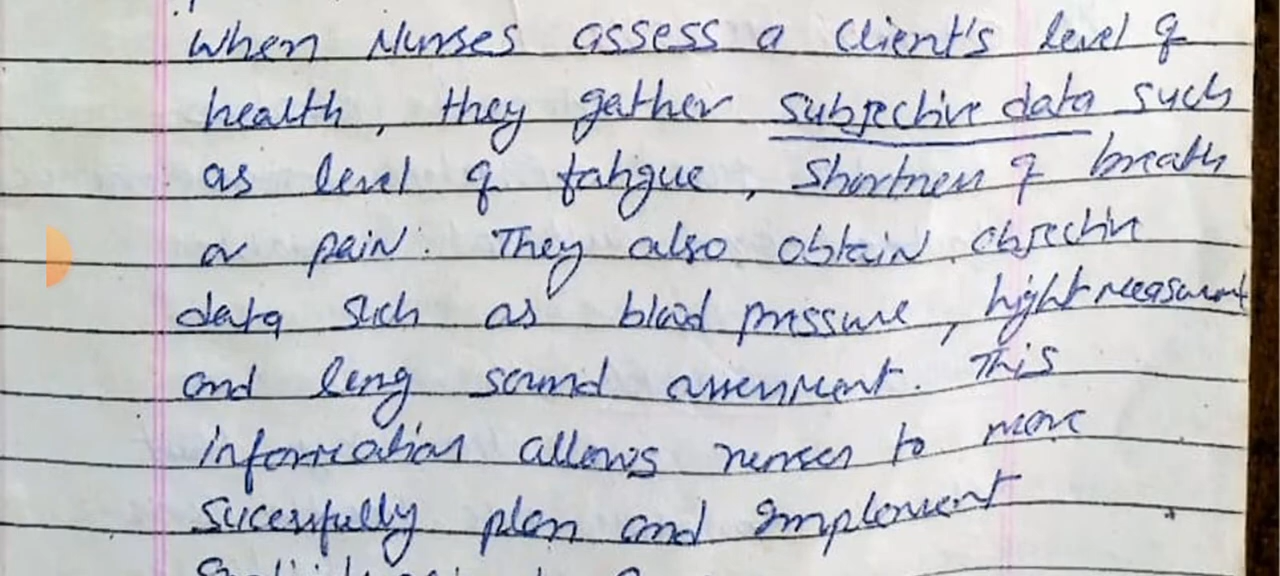 When Nurses assess a Client's level of
health, they gather subjective data such
as level of fatigue, Shortness of breath
or pain. They also obtain objective
data such as blood pressure, hight measurement
and lung sound assessment. This
information allows nurses to more
Sucessfully plan and Implement